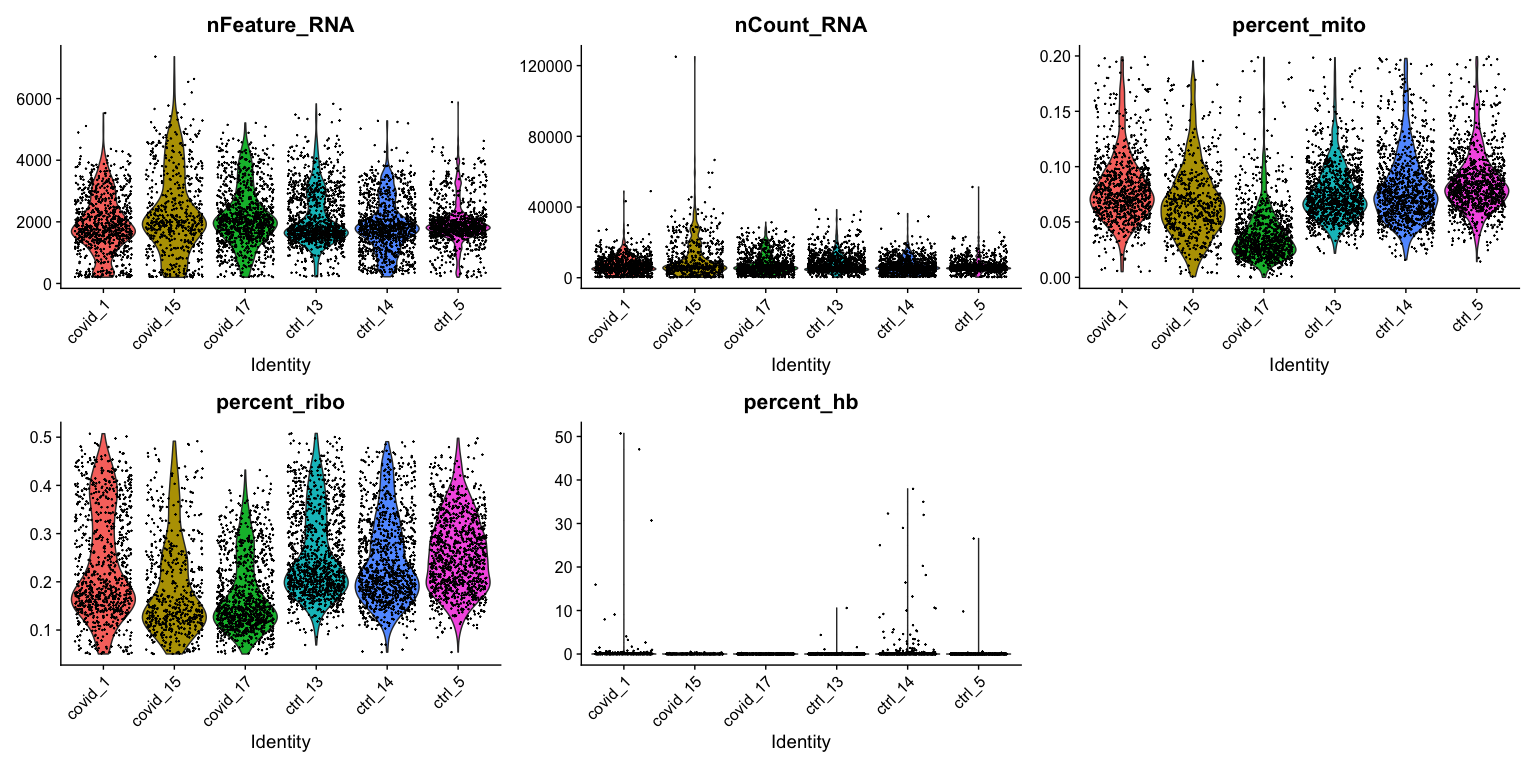 nFeature_RNA
6000
4000
2000
0
covid_1
covid_15
covid_17
ctrl_13
ctrl_14
ctrl_5
Identity
nCount_RNA
120000
80000
40000
0
covid_1
covid_15
covid_17
ctrl_13
ctrl_14
ctrl_5
Identity
percent_mito
0.20
0.15
0.10
0.05
0.00
covid_1
covid_15
covid_17
ctrl_13
ctrl_14
ctrl_5
Identity
percent_ribo
0.5
0.4
0.3
0.2
0.1
covid_1
covid_15
covid_17
ctrl_13
ctrl_14
ctrl_5
Identity
percent_hb
50
40
30
20
10
0
covid_1
covid_15
covid_17
ctrl_13
ctrl_14
ctrl_5
Identity